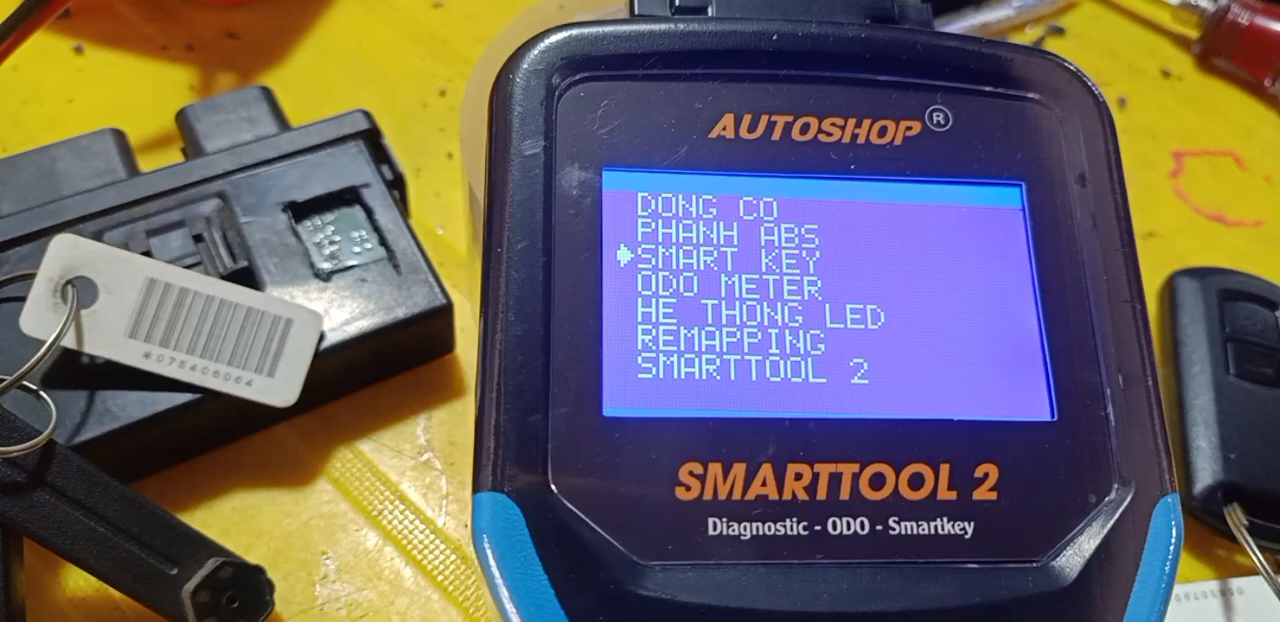 AUTOSHOP®
DONG CO
PHANH ABS
SMART KEY
ODO METER
HE THONG LED
REMAPPING
SMARTTOOL 2
SMARTTOOL 2
Diagnostic - ODO - Smartkey
*075406064